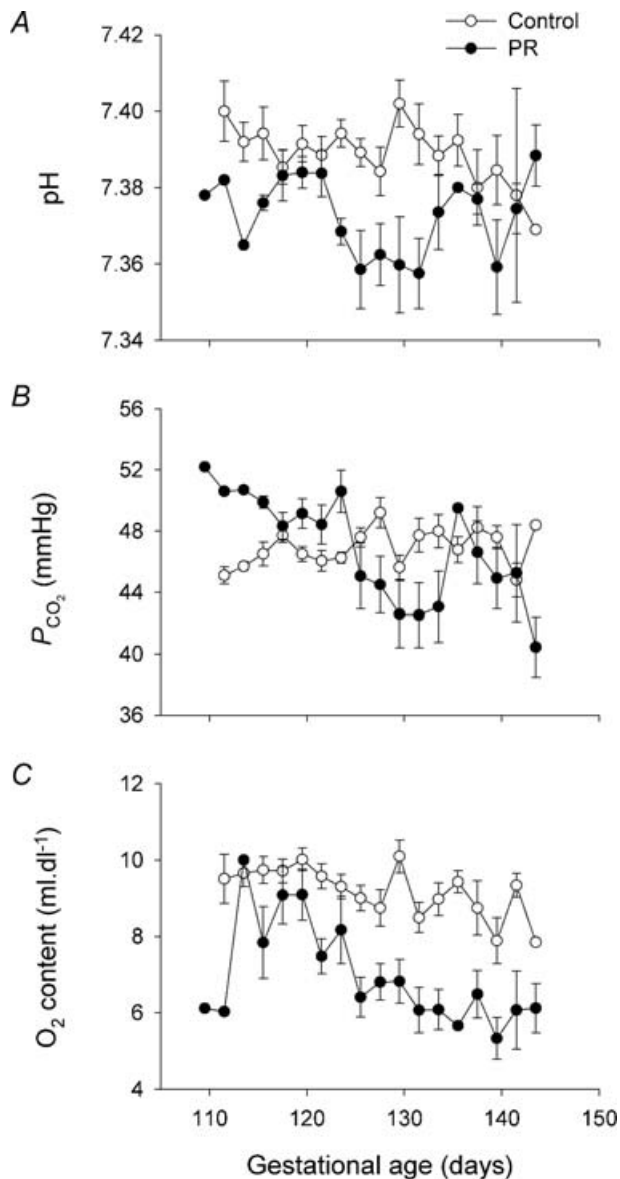 A
Control
PR
7.42
7.40
7.38
7.36
7.34
pH
B
56
52
48
44
40
36
PCO2 (mmHg)
C
12
10
8
6
4
O2 content (ml.dl-1)
110 120 130 140 150
Gestational age (days)